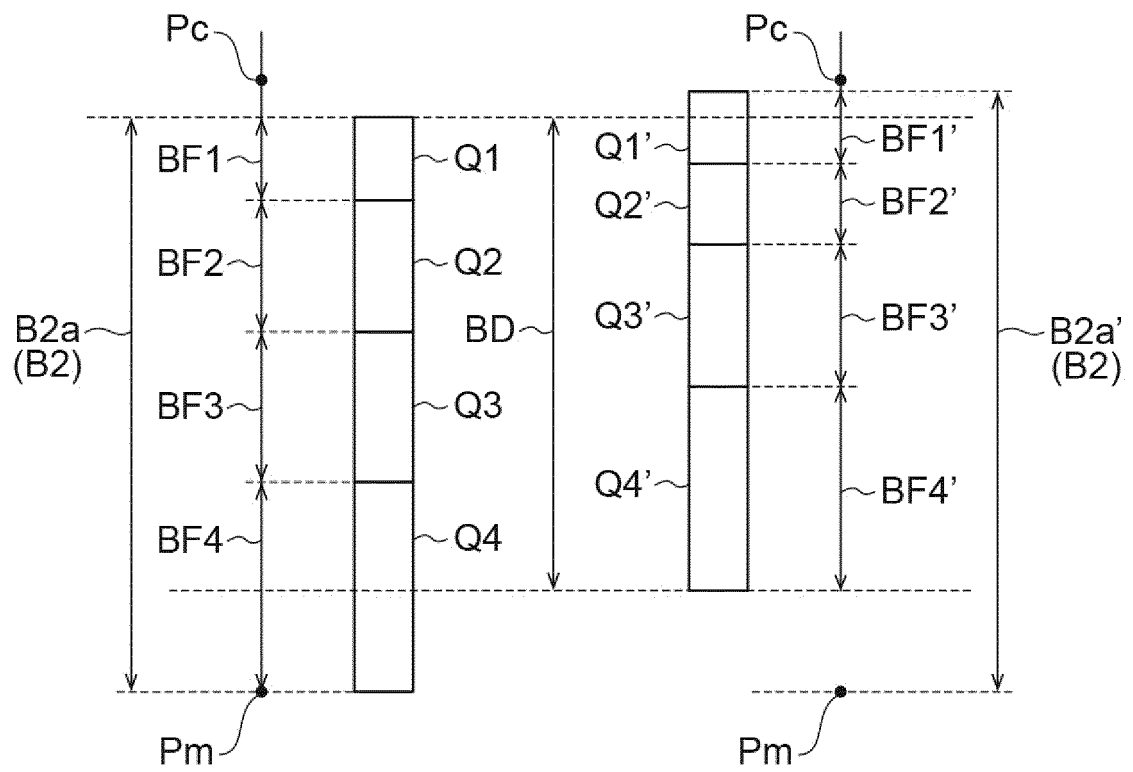 Pc Pc
BF1 Q1 Q1’ BF1’
Q2’ BF2’
BF2 Q2
B2a BD Q3’ BF3’ B2a’
(B2) (B2)
BF3 Q3
Q4’ BF4’
BF4 Q4
Pm Pm